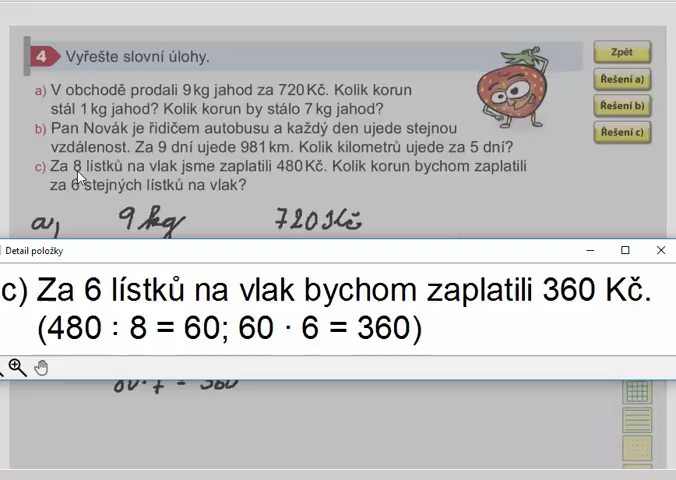 4 Vyřešte slovní úlohy.
Zpět
Řešení a)
Řešení b)
Řešení c)
a) V obchodě prodali 9 kg jahod za 720 Kč. Kolik korun
stál 1 kg jahod? Kolik korun by stálo 7 kg jahod?
b) Pan Novák je řidičem autobusu a každý den ujede stejnou
vzdálenost. Za 9 dní ujede 981 km. Kolik kilometrů ujede za 5 dní?
c) Za 8 lístků na vlak jsme zaplatili 480 Kč. Kolik korun bychom zaplatili
za 6 stejných lístků na vlak?
a) 9 kg 720 Kč
Detail položky
c) Za 6 lístků na vlak bychom zaplatili 360 Kč.
(480 : 8 = 60; 60 · 6 = 360)